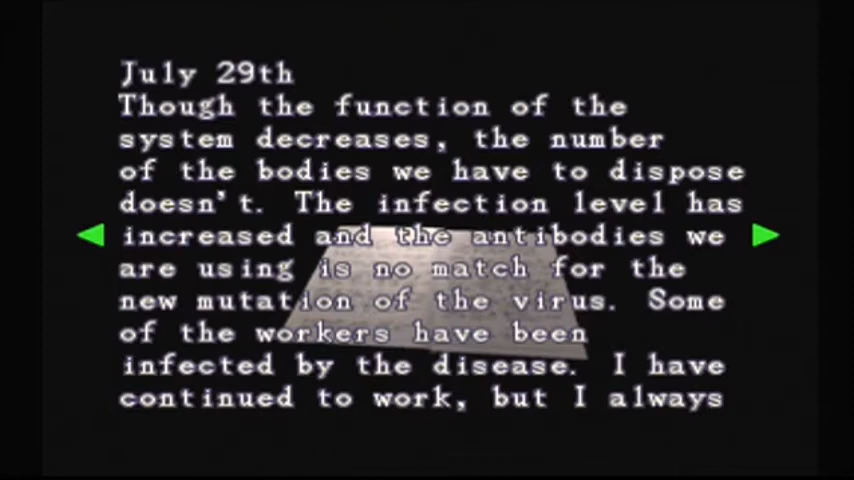 July 29th
Though the function of the
system decreases, the number
of the bodies we have to dispose
doesn't. The infection level has
increased and the antibodies we
are using is no match for the
new mutation of the virus. Some
of the workers have been
infected by the disease. I have
continued to work, but I always